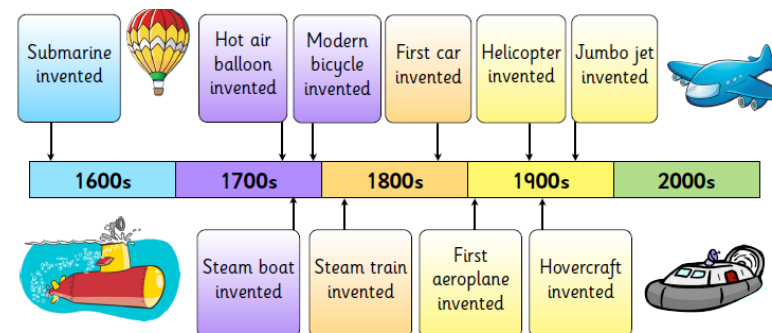 Submarine
invented
Hot air
balloon
invented
Modern
bicycle
invented
First car
invented
Helicopter
invented
Jumbo jet
invented
1600s
1700s
1800s
1900s
2000s
Steam boat
invented
Steam train
invented
First
aeroplane
invented
Hovercraft
invented